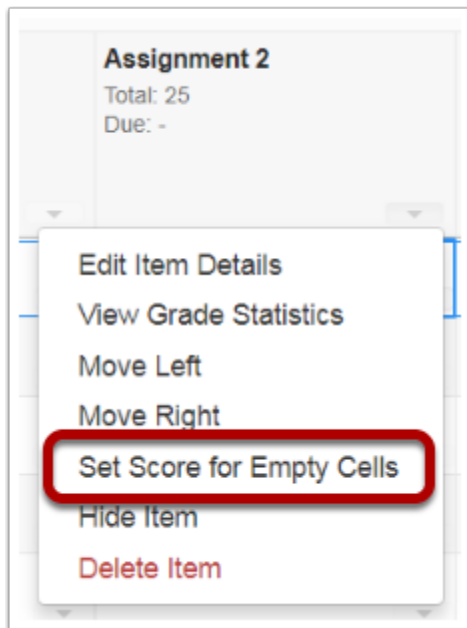 Assignment 2
Total: 25
Due: -
Edit Item Details
View Grade Statistics
Move Left
Move Right
Set Score for Empty Cells
Hide Item
Delete Item